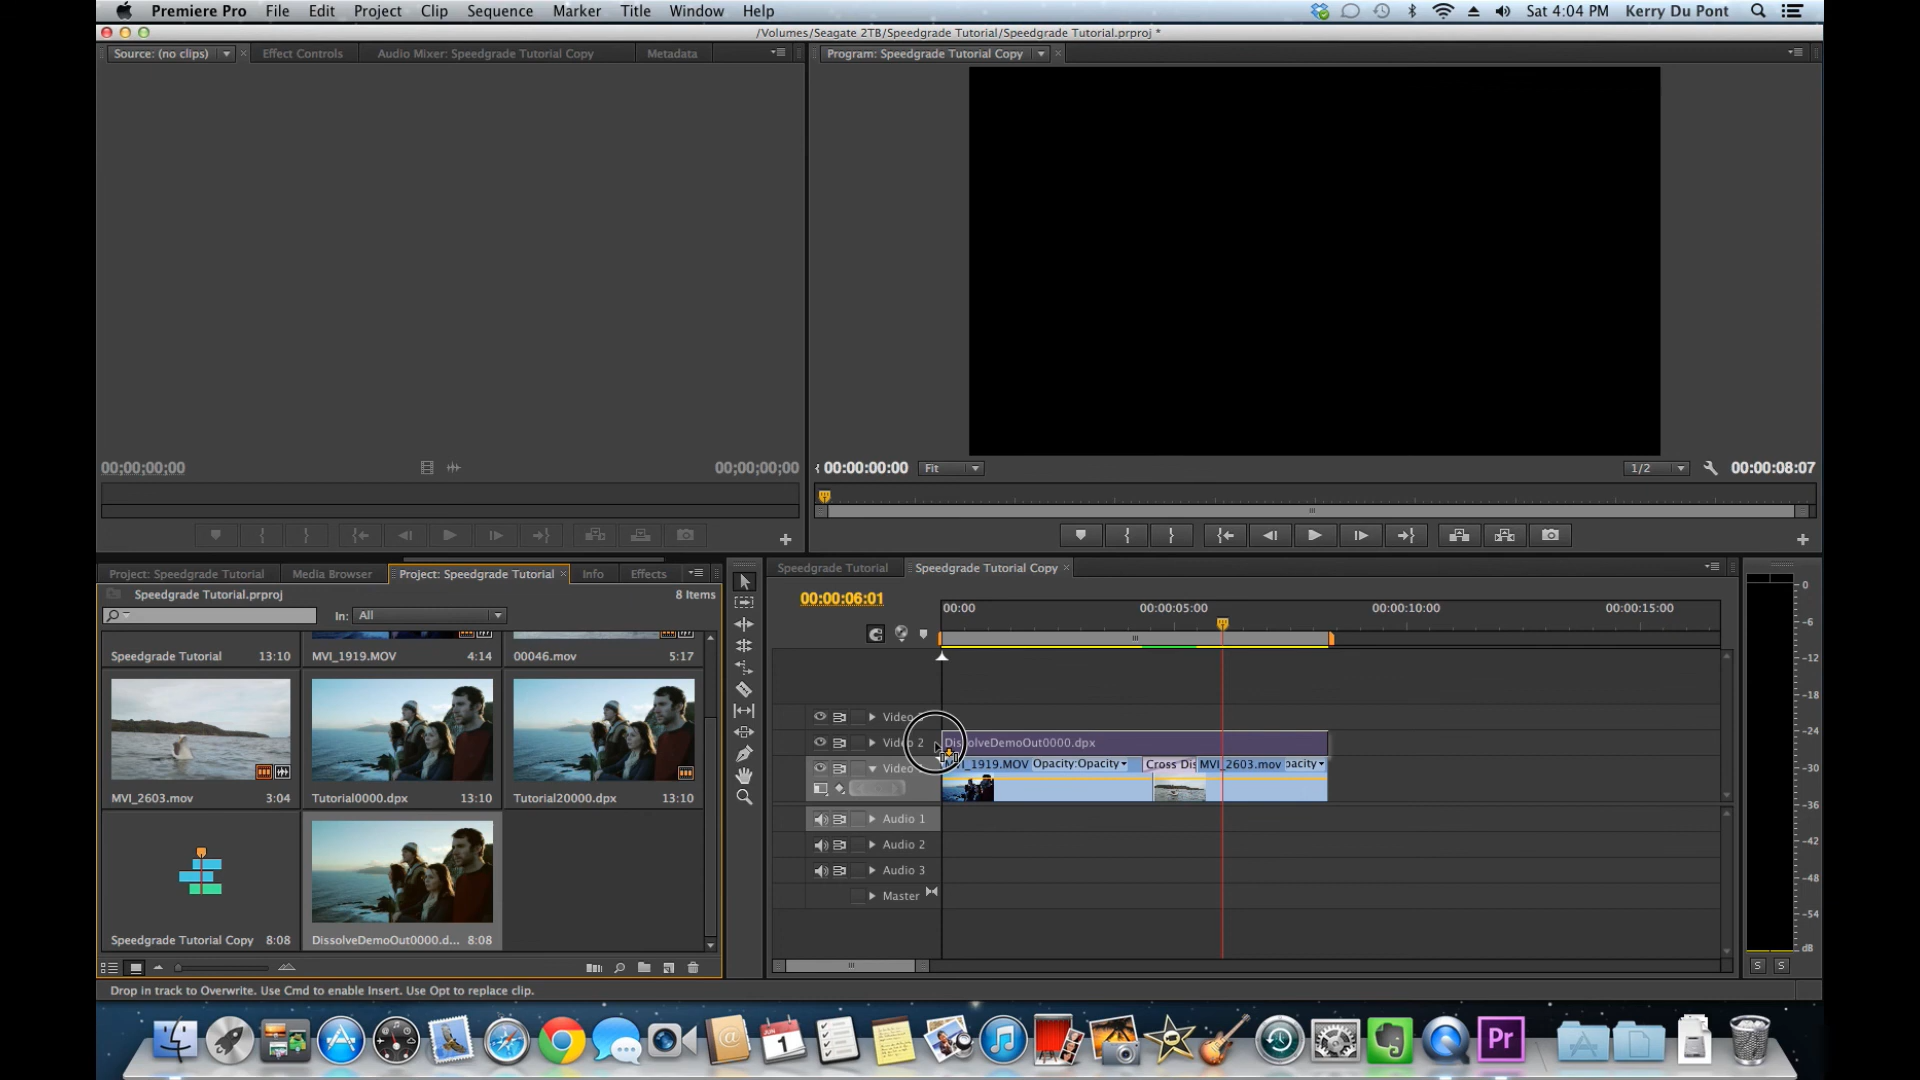 Premiere Pro File Edit Project Clip Sequence Marker Title Window Help Sat 4:04 PM Kerry Du Pont
/Volumes/Seagate 2TB/Speedgrade Tutorial/Speedgrade Tutorial.prproj *
Source: (no clips) Effect Controls Audio Mixer: Speedgrade Tutorial Copy Metadata Program: Speedgrade Tutorial Copy
00;00;00;00 00;00;00;00 00:00:00:00 Fit 1/2 00:00:08:07
Project: Speedgrade Tutorial Media Browser Project: Speedgrade Tutorial Info Effects Speedgrade Tutorial Speedgrade Tutorial Copy
Speedgrade Tutorial.prproj 8 Items
In: All
00:00:06:01
00:00 00:00:05:00 00:00:10:00 00:00:15:00
Speedgrade Tutorial 13:10 MVI_1919.MOV 4:14 00046.mov 5:17
MVI_2603.mov 3:04 Tutorial0000.dpx 13:10 Tutorial20000.dpx 13:10
Speedgrade Tutorial Copy 8:08 DissolveDemoOut0000.d... 8:08
Video
Video 2 DissolveDemoOut0000.dpx
Video MVI_1919.MOV Opacity:Opacity Cross Dis MVI_2603.mov pacity
Audio 1
Audio 2
Audio 3
Master
0
-6
-12
-18
-24
-30
-36
-42
-48
-54
dB
S S
Drop in track to Overwrite. Use Cmd to enable Insert. Use Opt to replace clip.
JUN
1
Pr